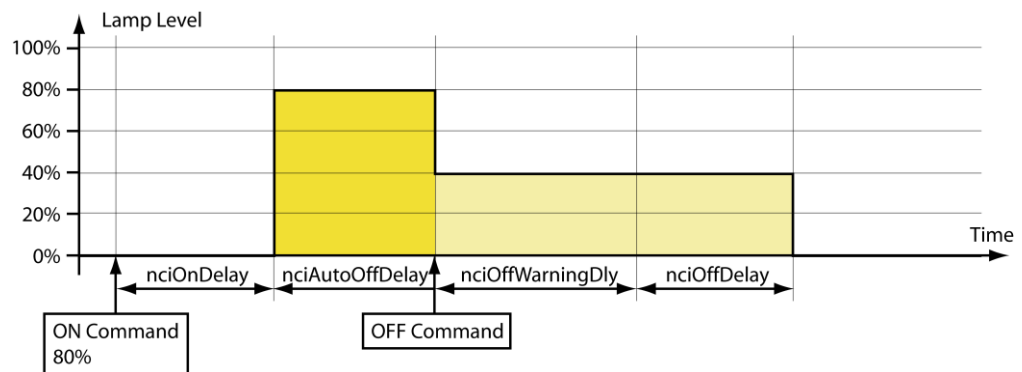 Lamp Level
100%
80%
60%
40%
20%
0%
Time
nciOnDelay
nciAutoOffDelay
nciOffWarningDly
nciOffDelay
ON Command
80%
OFF Command